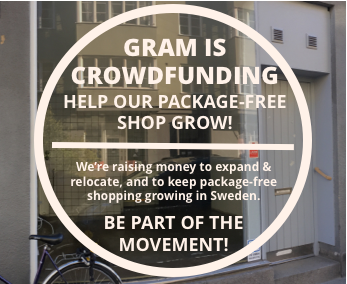 GRAM IS
CROWDFUNDING
HELP OUR PACKAGE-FREE
SHOP GROW!
We're raising money to expand &
relocate, and to keep package-free
shopping growing in Sweden.
BE PART OF THE
MOVEMENT!